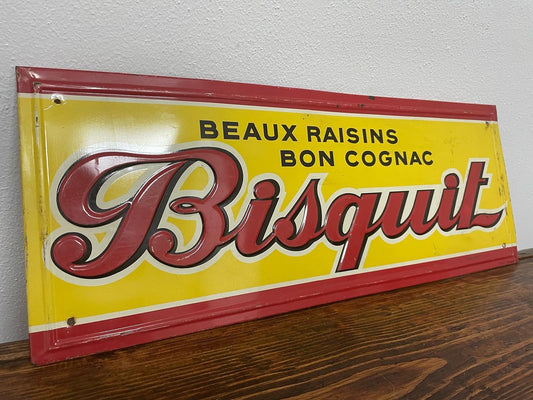 BEAUX RAISINS
BON COGNAC
Bisquit